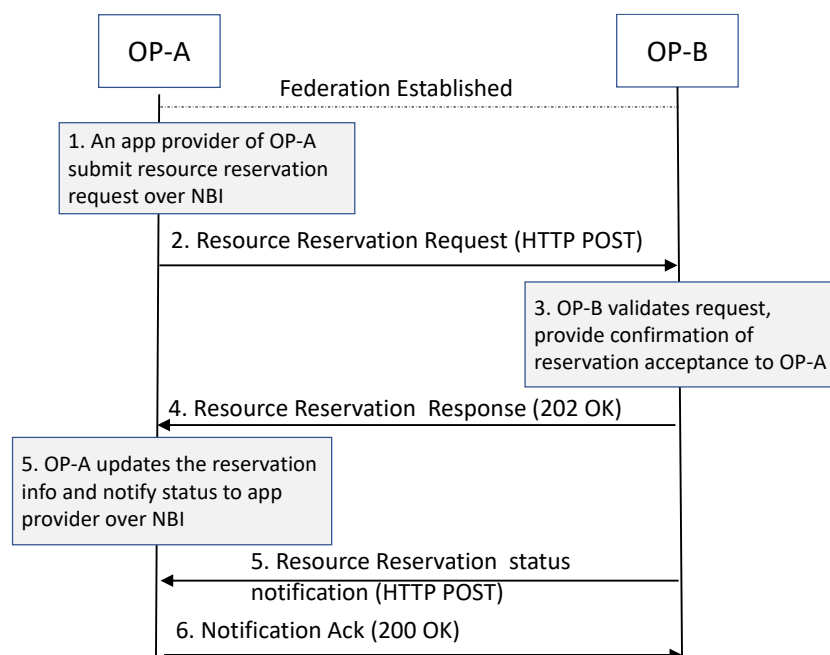 OP-A
OP-B
Federation Established
1. An app provider of OP-A
submit resource reservation
request over NBI
2. Resource Reservation Request (HTTP POST)
3. OP-B validates request,
provide confirmation of
reservation acceptance to OP-A
4. Resource Reservation  Response (202 OK)
5. OP-A updates the reservation
info and notify status to app
provider over NBI
5. Resource Reservation  status
notification (HTTP POST)
6. Notification Ack (200 OK)